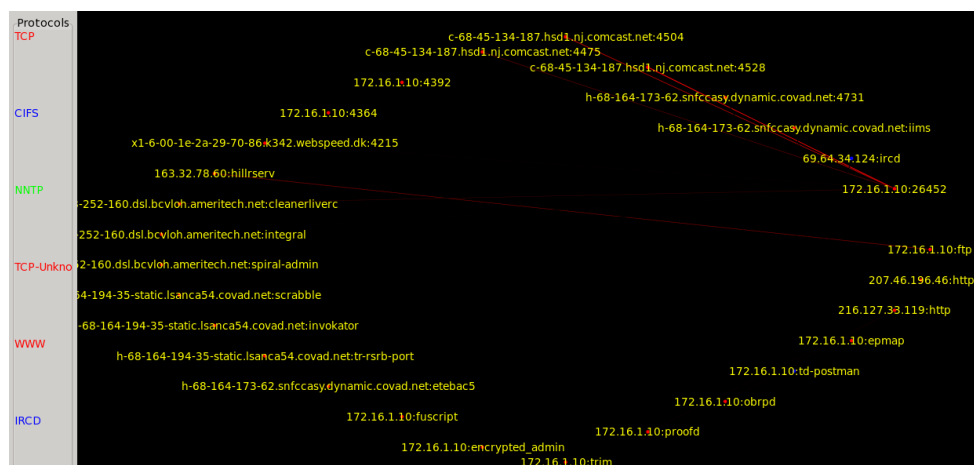 Protocols
TCP
CIFS
NNTP
TCP-Unkno
WWW
IRCD
c-68-45-134-187.hsd1.nj.comcast.net:4504
c-68-45-134-187.hsd1.nj.comcast.net:4475
c-68-45-134-187.hsd1.nj.comcast.net:4528
172.16.1.10:4392
h-68-164-173-62.snfccasy.dynamic.covad.net:4731
172.16.1.10:4364
h-68-164-173-62.snfccasy.dynamic.covad.net:iims
x1-6-00-1e-2a-29-70-86.k342.webspeed.dk:4215
69.64.34.124:ircd
163.32.78.60:hillrserv
172.16.1.10:26452
-252-160.dsl.bcvloh.ameritech.net:cleanerliverc
-252-160.dsl.bcvloh.ameritech.net:integral
172.16.1.10:ftp
2-160.dsl.bcvloh.ameritech.net:spiral-admin
207.46.196.46:http
64-194-35-static.lsanca54.covad.net:scrabble
216.127.33.119:http
-68-164-194-35-static.lsanca54.covad.net:invokator
172.16.1.10:epmap
h-68-164-194-35-static.lsanca54.covad.net:tr-rsrb-port
172.16.1.10:td-postman
h-68-164-173-62.snfccasy.dynamic.covad.net:etebac5
172.16.1.10:obrpd
172.16.1.10:fuscript
172.16.1.10:proofd
172.16.1.10:encrypted_admin
172.16.1.10:trim